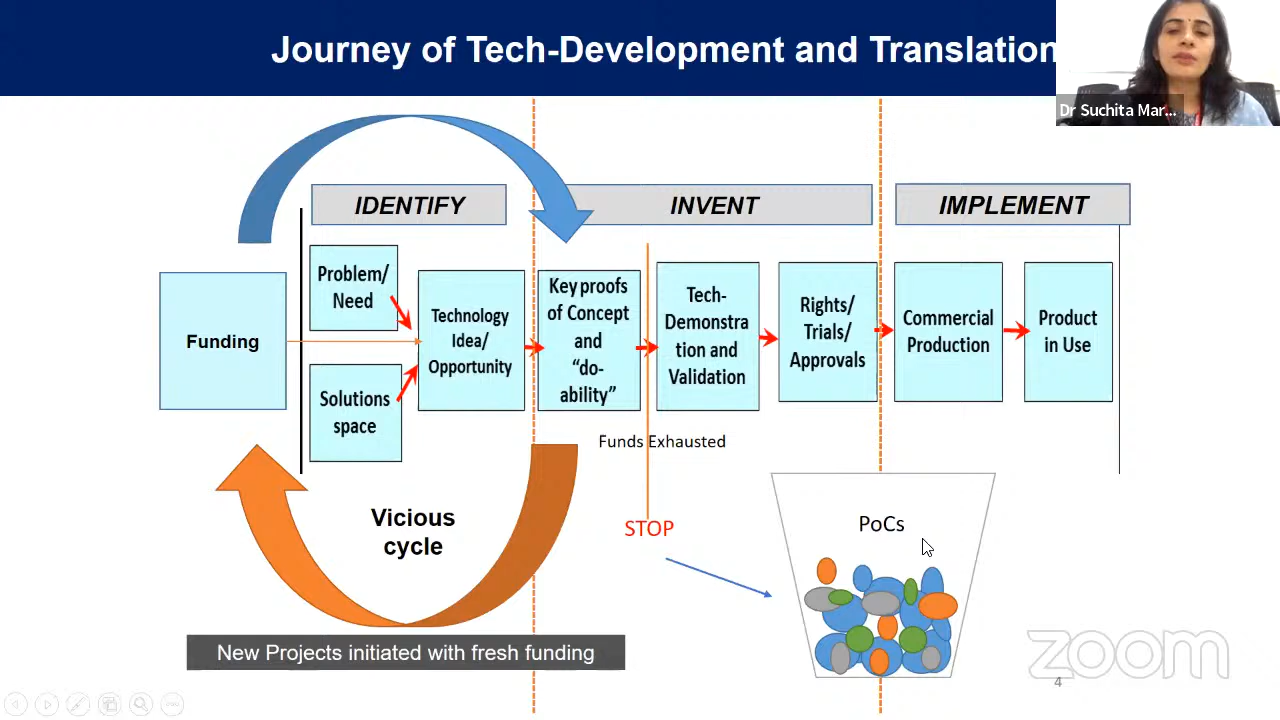 Journey of Tech-Development and Translation
Dr Suchita Mar...
IDENTIFY
INVENT
IMPLEMENT
Funding
Problem/
Need
Solutions
space
Technology
Idea/
Opportunity
Key proofs
of Concept
and
“do-
ability”
Tech-
Demonstra
tion and
Validation
Rights/
Trials/
Approvals
Commercial
Production
Product
in Use
Funds Exhausted
STOP
Vicious
cycle
PoCs
New Projects initiated with fresh funding
zoom
4